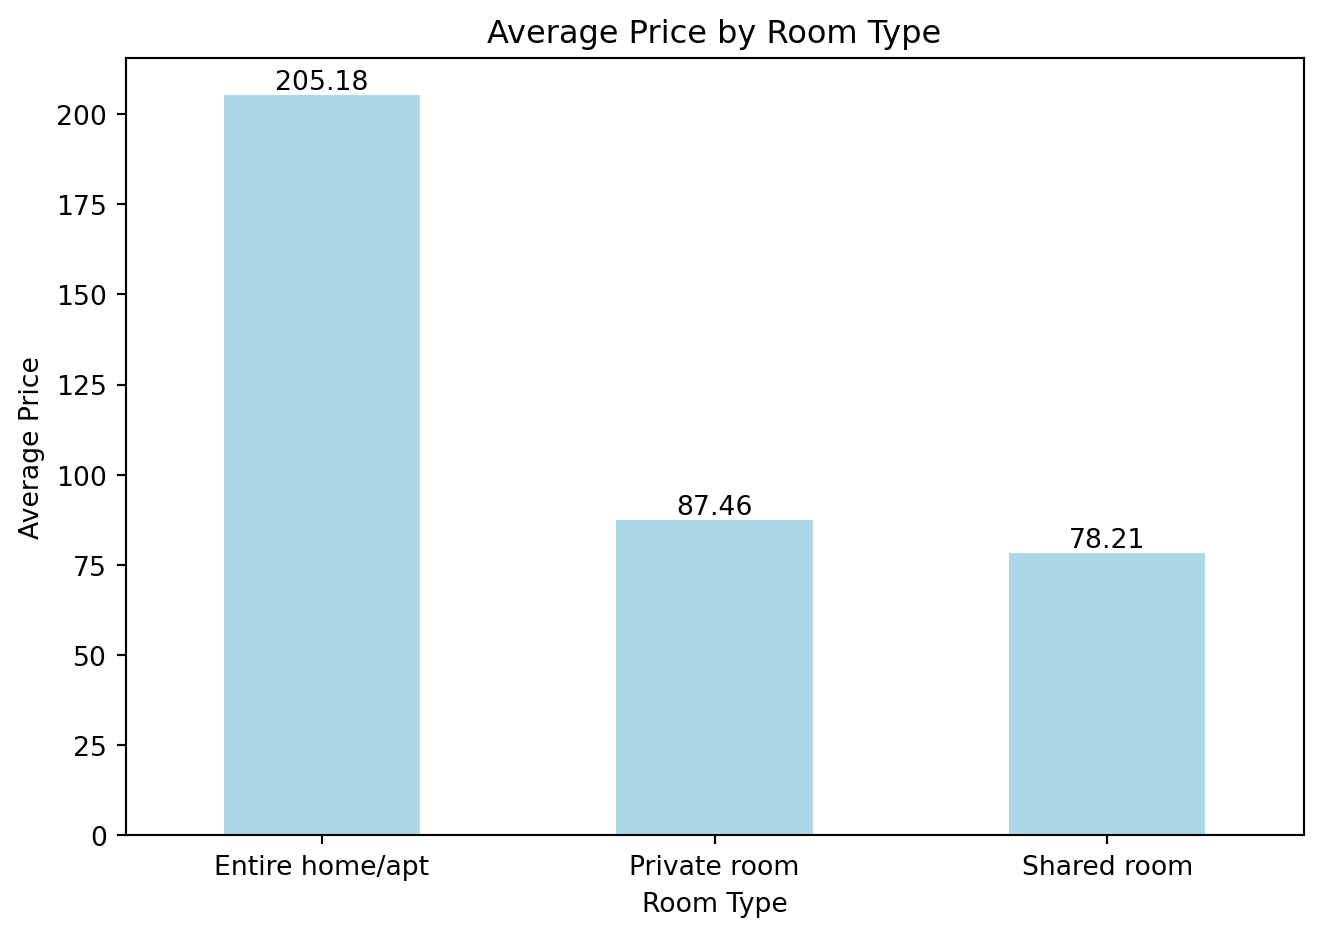 Average Price by Room Type
205.18
87.46
78.21
200
175
150
125
100
75
50
25
0
Average Price
Entire home/apt
Private room
Shared room
Room Type